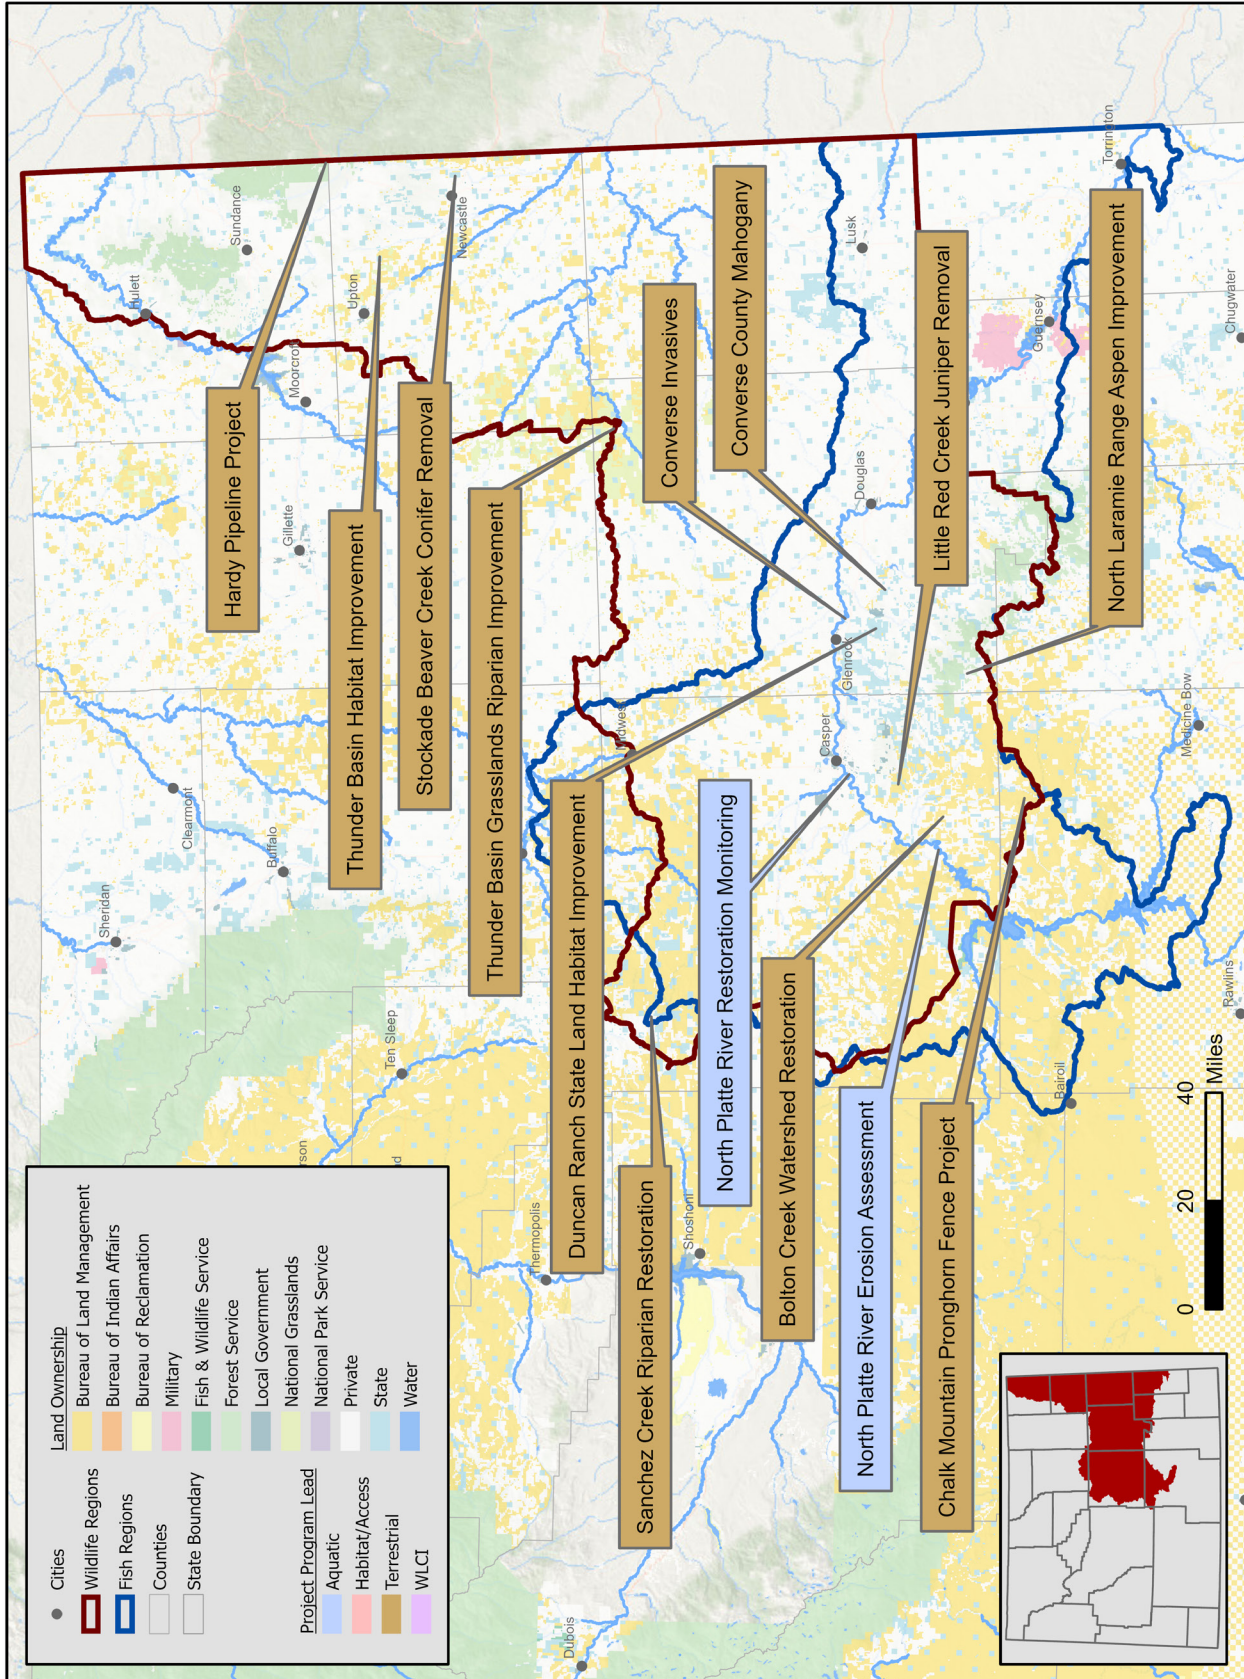 Cities
Wildlife Regions
Fish Regions
Counties
State Boundary
Project Program Lead
Aquatic
Habitat/Access
Terrestrial
WLCI
Land Ownership
Bureau of Land Management
Bureau of Indian Affairs
Bureau of Reclamation
Military
Fish & Wildlife Service
Forest Service
Local Government
National Grasslands
National Park Service
Private
State
Water
Sheridan
Clearmont
Buffalo
Gillette
Hulett
Sundance
Moorcroft
Upton
Newcastle
Ten Sleep
Thermopolis
Shoshoni
Dubois
Midwest
Casper
Glenrock
Douglas
Lusk
Guernsey
Torrington
Chugwater
Medicine Bow
Rawlins
Bairoil
Hardy Pipeline Project
Thunder Basin Habitat Improvement
Stockade Beaver Creek Conifer Removal
Thunder Basin Grasslands Riparian Improvement
Duncan Ranch State Land Habitat Improvement
Sanchez Creek Riparian Restoration
Converse Invasives
North Platte River Restoration Monitoring
Converse County Mahogany
Bolton Creek Watershed Restoration
North Platte River Erosion Assessment
Little Red Creek Juniper Removal
Chalk Mountain Pronghorn Fence Project
North Laramie Range Aspen Improvement
0 20 40
Miles